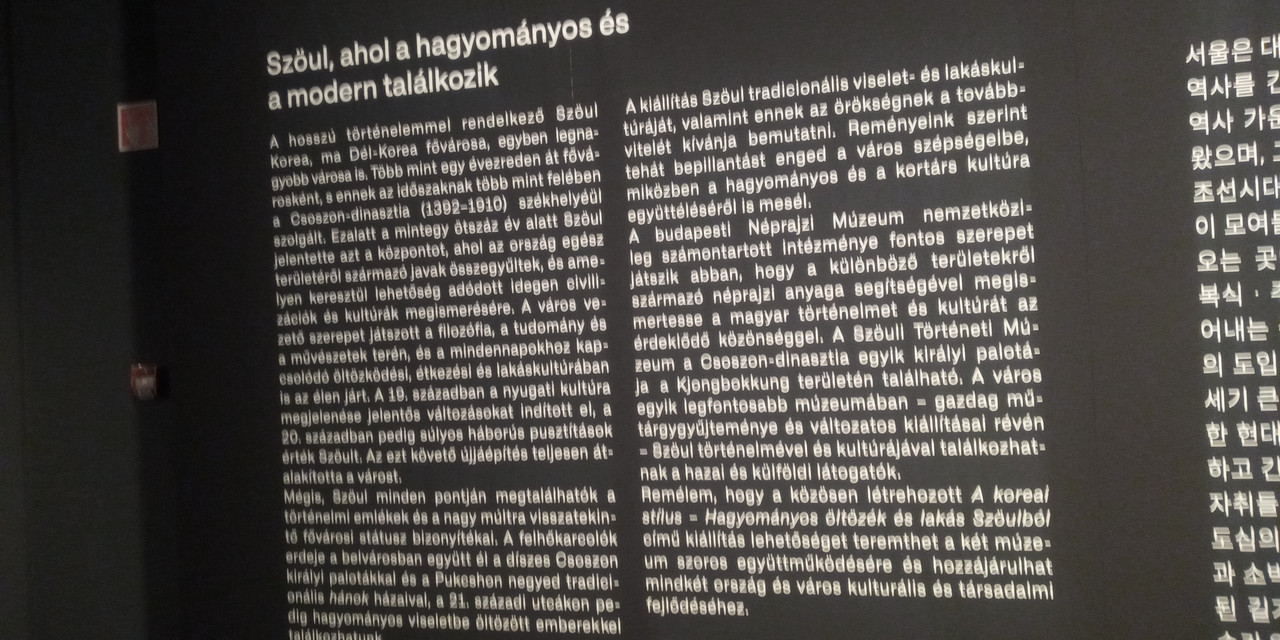 Szöul, ahol a hagyományos és
a modern találkozik
A hosszú történelemmel rendelkező Szöul
Korea, ma Dél-Korea fővárosa, egyben legna-
gyobb városa is. Több mint egy évezreden át fővá-
rosként, s ennek az időszaknak több mint felében
a Csoszon-dinasztia (1392–1910) székhelyéül
szolgált. Ezalatt a mintegy ötszáz év alatt Szöul
jelentette azt a központot, ahol az ország egész
területéről származó javak összegyűltek, és ame-
lyen keresztül lehetőség adódott idegen civili-
zációk és kultúrák megismerésére. A város ve-
zető szerepet játszott a filozófia, a tudomány és
a művészetek terén, és a mindennapokhoz kap-
csolódó öltözködési, étkezési és lakáskultúrában
is az élen járt. A 19. században a nyugati kultúra
megjelenése jelentős változásokat indított el, a
20. században pedig súlyos háborús pusztítások
érték Szöult. Az ezt követő újjáépítés teljesen át-
alakította a várost.
Mégis, Szöul minden pontján megtalálhatók a
történelmi emlékek és a nagy múltra visszatekin-
tő fővárosi státusz bizonyítékai. A felhőkarcolók
erdeje a belvárosban együtt él a díszes Csoszon
királyi palotákkal és a Pukcshon negyed tradici-
onális hanok házaival, a 21. századi utcákon pe-
dig hagyományos viseletbe öltözött emberekkel
találkozhatunk
A kiállítás Szöul tradicionális viselet- és lakáskul-
túráját, valamint ennek az örökségnek a tovább-
vitelét kívánja bemutatni. Reményeink szerint
tehát bepillantást enged a város szépségeibe,
miközben a hagyományos és a kortárs kultúra
együttéléséről is mesél.
A budapesti Néprajzi Múzeum nemzetközi-
leg számontartott intézménye fontos szerepet
játszik abban, hogy a különböző területekről
származó néprajzi anyaga segítségével megis-
mertesse a magyar történelmet és kultúrát az
érdeklődő közönséggel. A Szöuli Történeti Mú-
zeum a Csoszon-dinasztia egyik királyi palotá-
ja a Kjongbokkung területén található. A város
egyik legfontosabb múzeumában – gazdag mű-
tárgygyűjteménye és változatos kiállításai révén
– Szöul történelmével és kultúrájával találkozhat-
nak a hazai és külföldi látogatók.
Remélem, hogy a közösen létrehozott A koreai
stílus – Hagyományos öltözék és lakás Szöulból
című kiállítás lehetőséget teremthet a két múze-
um szoros együttműködésére és hozzájárulhat
mindkét ország és város kulturális és társadalmi
fejlődéséhez.
서울은
역사를
역사
왔으며,
조선시대
이 모여
오는 곳
복식 ·
어내는
의 도입
세기 큰
한 현대
하고
자취들
도심의
과
된